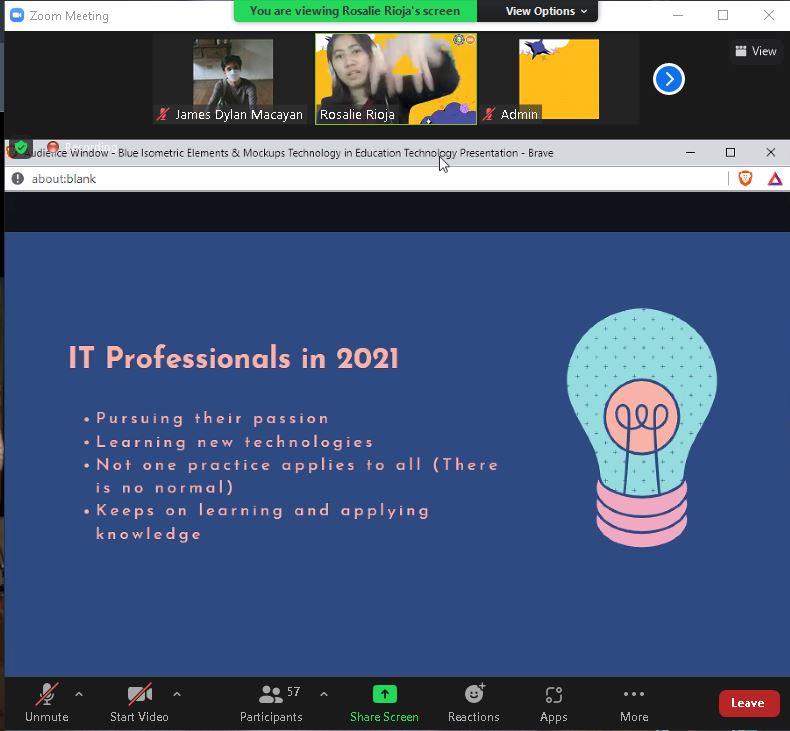 Zoom Meeting
You are viewing Rosalie Rioja's screen
View Options
View
James Dylan Macayan
Rosalie Rioja
Admin
Recording
udience Window - Blue Isometric Elements & Mockups Technology in Education Technology Presentation - Brave
about:blank
IT Professionals in 2021
• Pursuing their passion
• Learning new technologies
• Not one practice applies to all (There
is no normal)
• Keeps on learning and applying
knowledge
57
Unmute
Start Video
Participants
Share Screen
Reactions
Apps
More
Leave